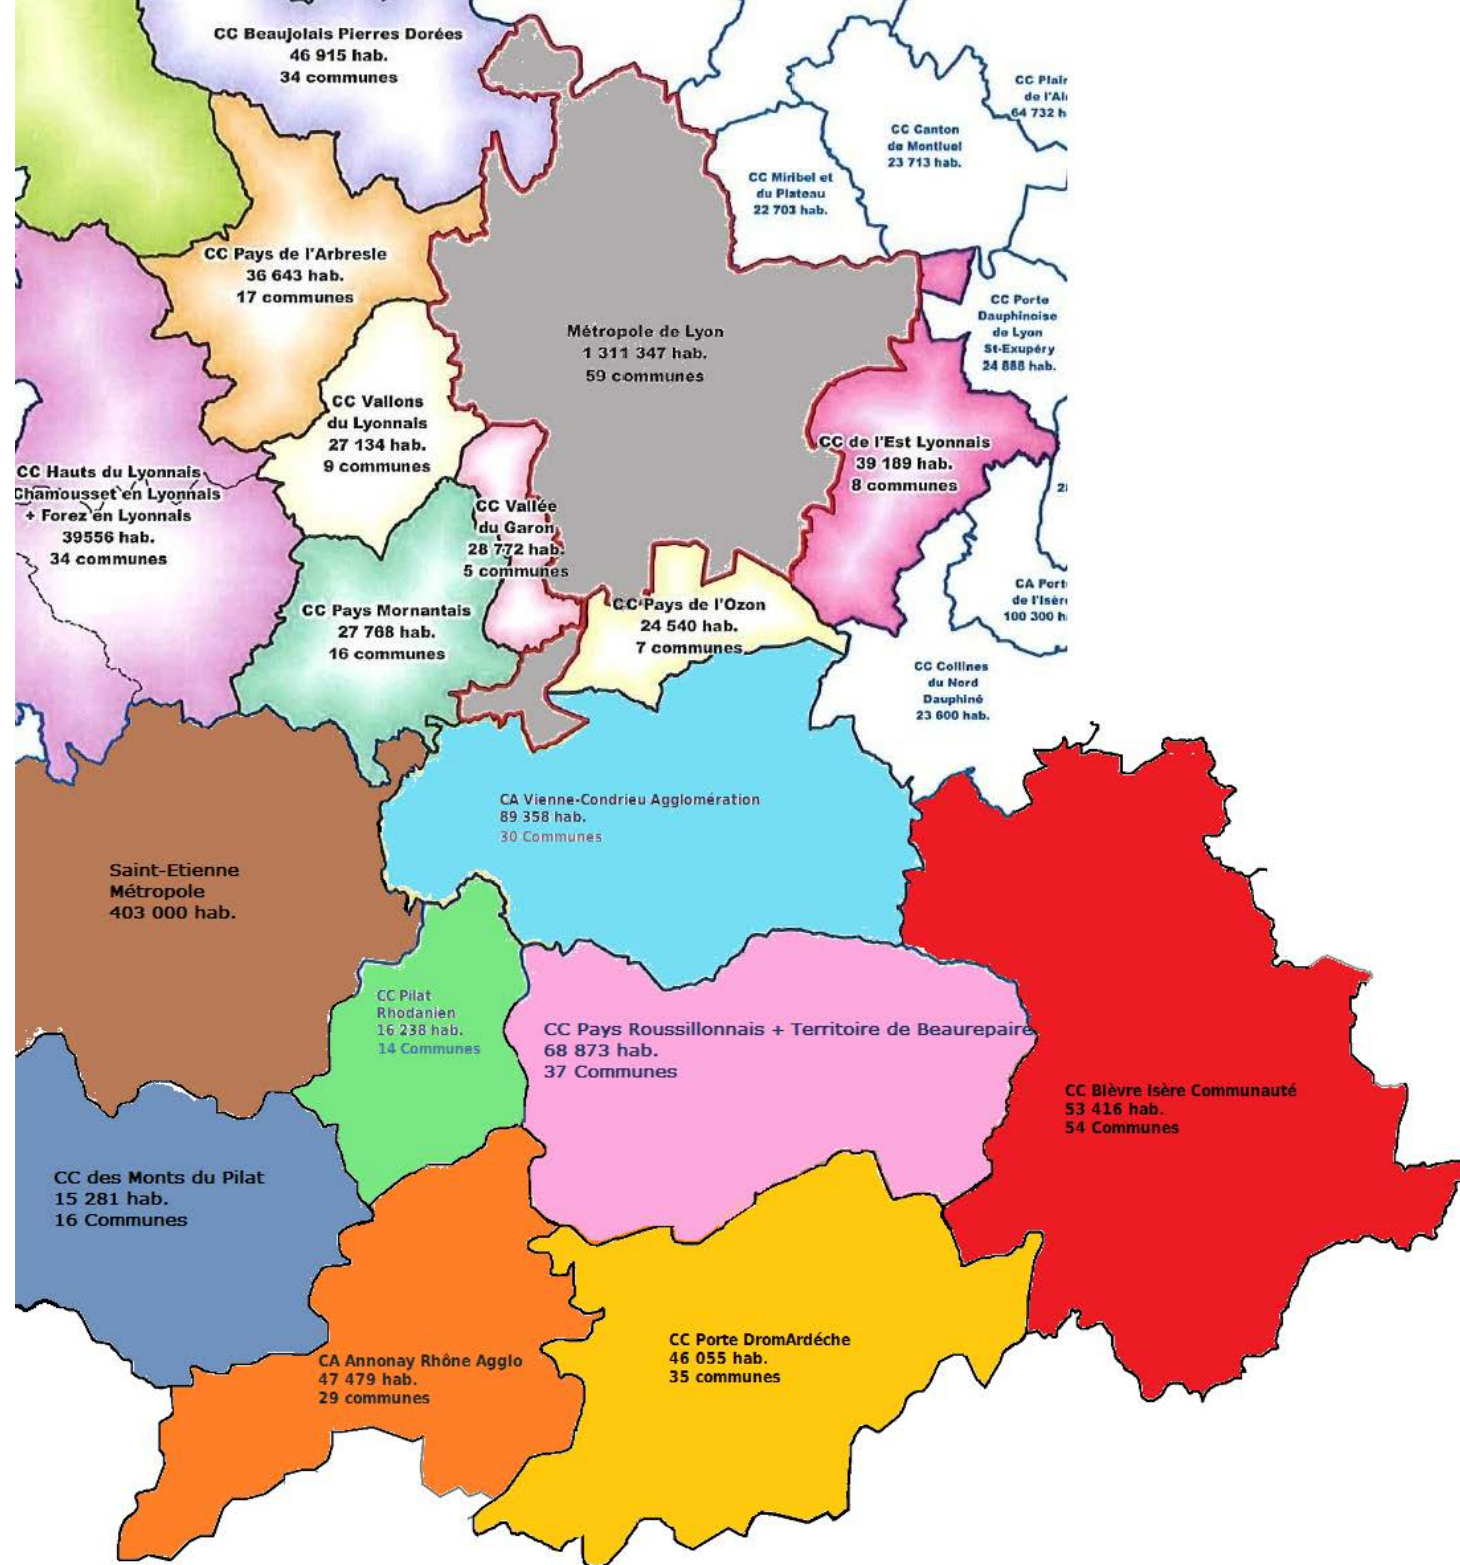 CC Beaujolais Pierres Dorées
46 915 hab.
34 communes
CC Canton
de Montluel
23 713 hab.
CC Miribel et
du Plateau
22 703 hab.
CC Pays de l'Arbresle
36 643 hab.
17 communes
CC Porte
Dauphinoise
de Lyon
St-Exupéry
24 888 hab.
Métropole de Lyon
1 311 347 hab.
59 communes
CC Vallons
du Lyonnais
27 134 hab.
9 communes
CC de l'Est Lyonnais
39 189 hab.
8 communes
CC Hauts du Lyonnais
Chamousset en Lyonnais
+ Forez en Lyonnais
39556 hab.
34 communes
CC Vallée
du Garon
28 772 hab.
5 communes
CA Port
de l'Isèr
100 300 h
CC Pays Mornantais
27 768 hab.
16 communes
CC Pays de l'Ozon
24 540 hab.
7 communes
CC Collines
du Nord
Dauphiné
23 600 hab.
CA Vienne-Condrieu Agglomération
89 358 hab.
30 Communes
Saint-Etienne
Métropole
403 000 hab.
CC Pilat
Rhodanien
16 238 hab.
14 Communes
CC Pays Roussillonnais + Territoire de Beaurepaire
68 873 hab.
37 Communes
CC Bièvre Isère Communauté
53 416 hab.
54 Communes
CC des Monts du Pilat
15 281 hab.
16 Communes
CC Porte DromArdéche
46 055 hab.
35 communes
CA Annonay Rhône Agglo
47 479 hab.
29 communes